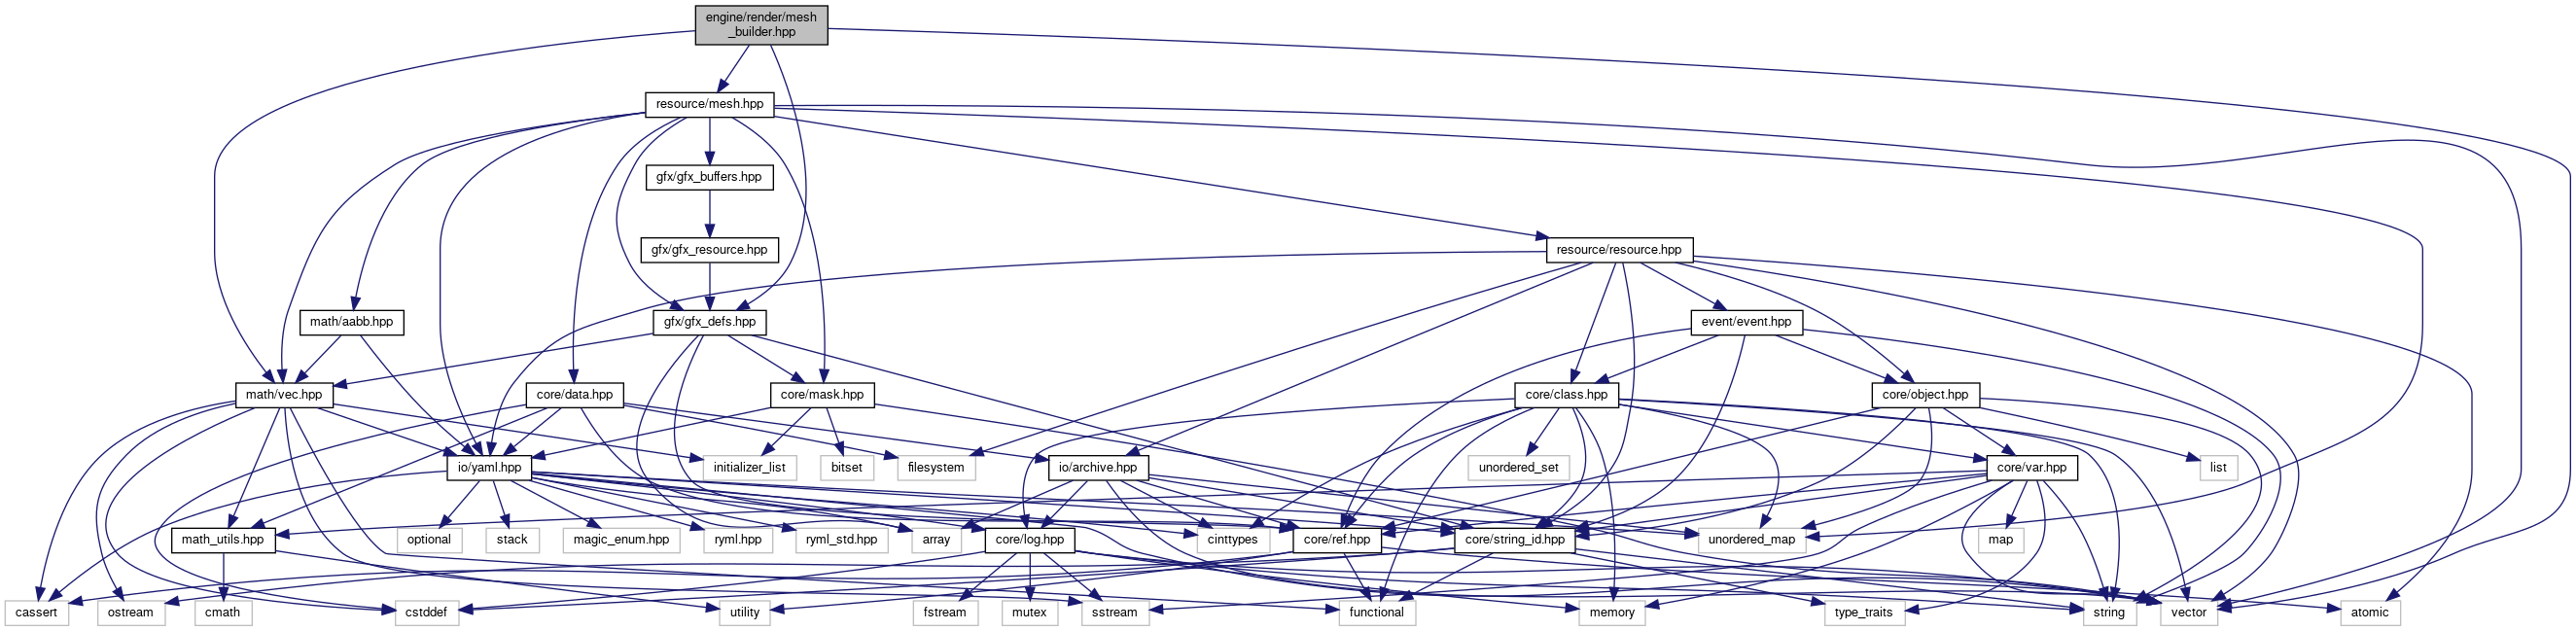 engine/render/mesh
_builder.hpp
resource/mesh.hpp
gfx/gfx_buffers.hpp
gfx/gfx_resource.hpp
resource/resource.hpp
math/aabb.hpp
gfx/gfx_defs.hpp
event/event.hpp
math/vec.hpp
core/data.hpp
core/mask.hpp
core/class.hpp
core/object.hpp
io/yaml.hpp
initializer_list
bitset
filesystem
io/archive.hpp
unordered_set
core/var.hpp
list
math_utils.hpp
optional
stack
magic_enum.hpp
ryml.hpp
ryml_std.hpp
array
core/log.hpp
cinttypes
core/ref.hpp
core/string_id.hpp
unordered_map
map
cassert
ostream
cmath
cstddef
utility
fstream
mutex
sstream
functional
memory
type_traits
string
vector
atomic